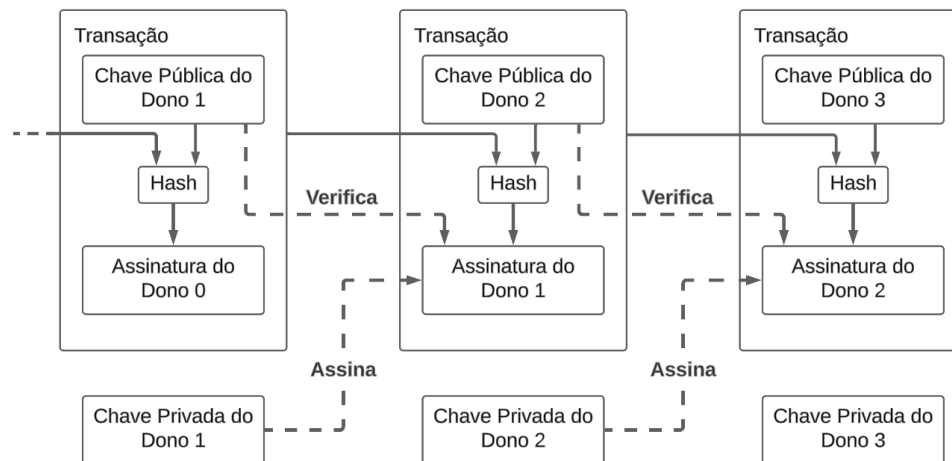 Transação
Chave Pública do
Dono 1
Hash
Assinatura do
Dono 0
Transação
Chave Pública do
Dono 2
Hash
Assinatura do
Dono 1
Transação
Chave Pública do
Dono 3
Hash
Assinatura do
Dono 2
Verifica
Verifica
Assina
Assina
Chave Privada do
Dono 1
Chave Privada do
Dono 2
Chave Privada do
Dono 3